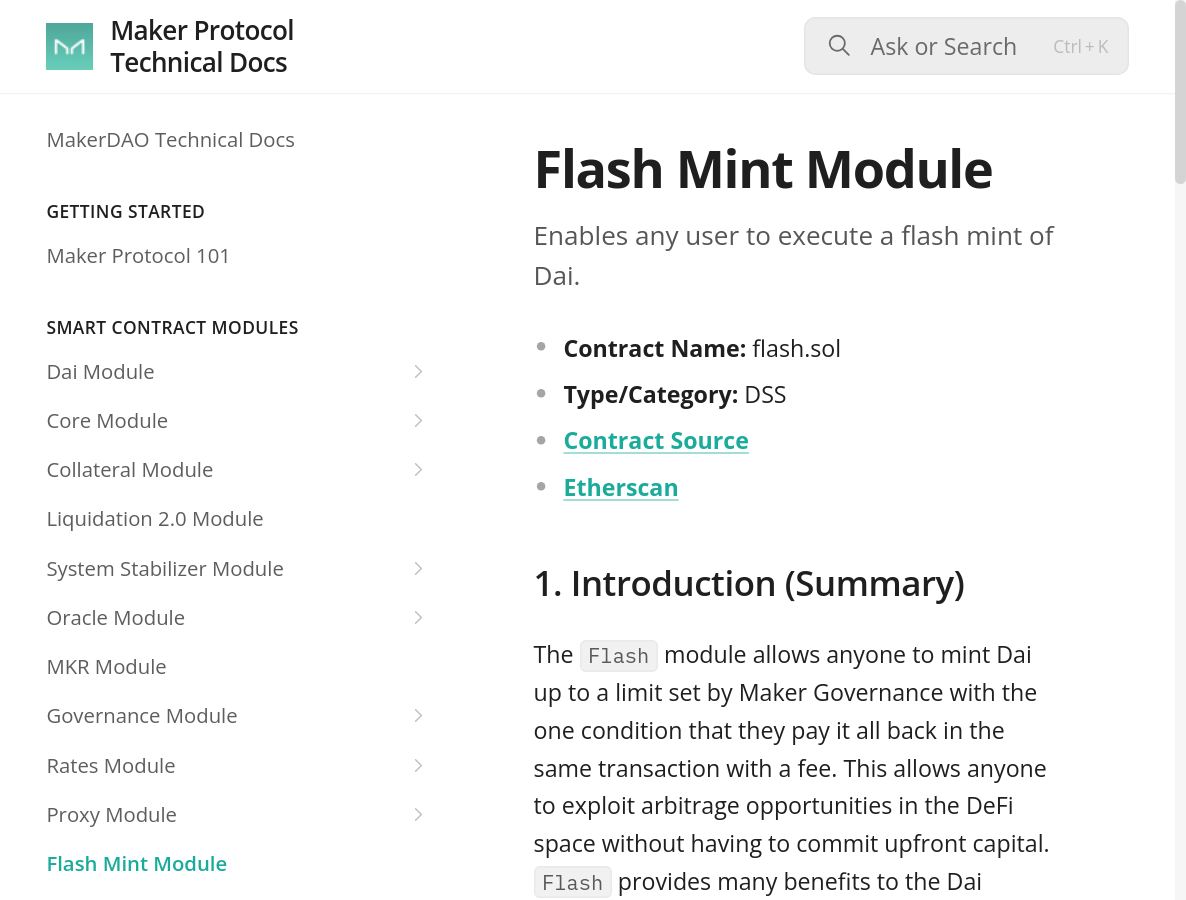 Maker Protocol
Technical Docs
Ask or Search
Ctrl + K
MakerDAO Technical Docs
GETTING STARTED
Maker Protocol 101
SMART CONTRACT MODULES
Dai Module
Core Module
Collateral Module
Liquidation 2.0 Module
System Stabilizer Module
Oracle Module
MKR Module
Governance Module
Rates Module
Proxy Module
Flash Mint Module
Flash Mint Module
Enables any user to execute a flash mint of
Dai.
Contract Name: flash.sol
Type/Category: DSS
Contract Source
Etherscan
1. Introduction (Summary)
The Flash module allows anyone to mint Dai
up to a limit set by Maker Governance with the
one condition that they pay it all back in the
same transaction with a fee. This allows anyone
to exploit arbitrage opportunities in the DeFi
space without having to commit upfront capital.
Flash provides many benefits to the Dai